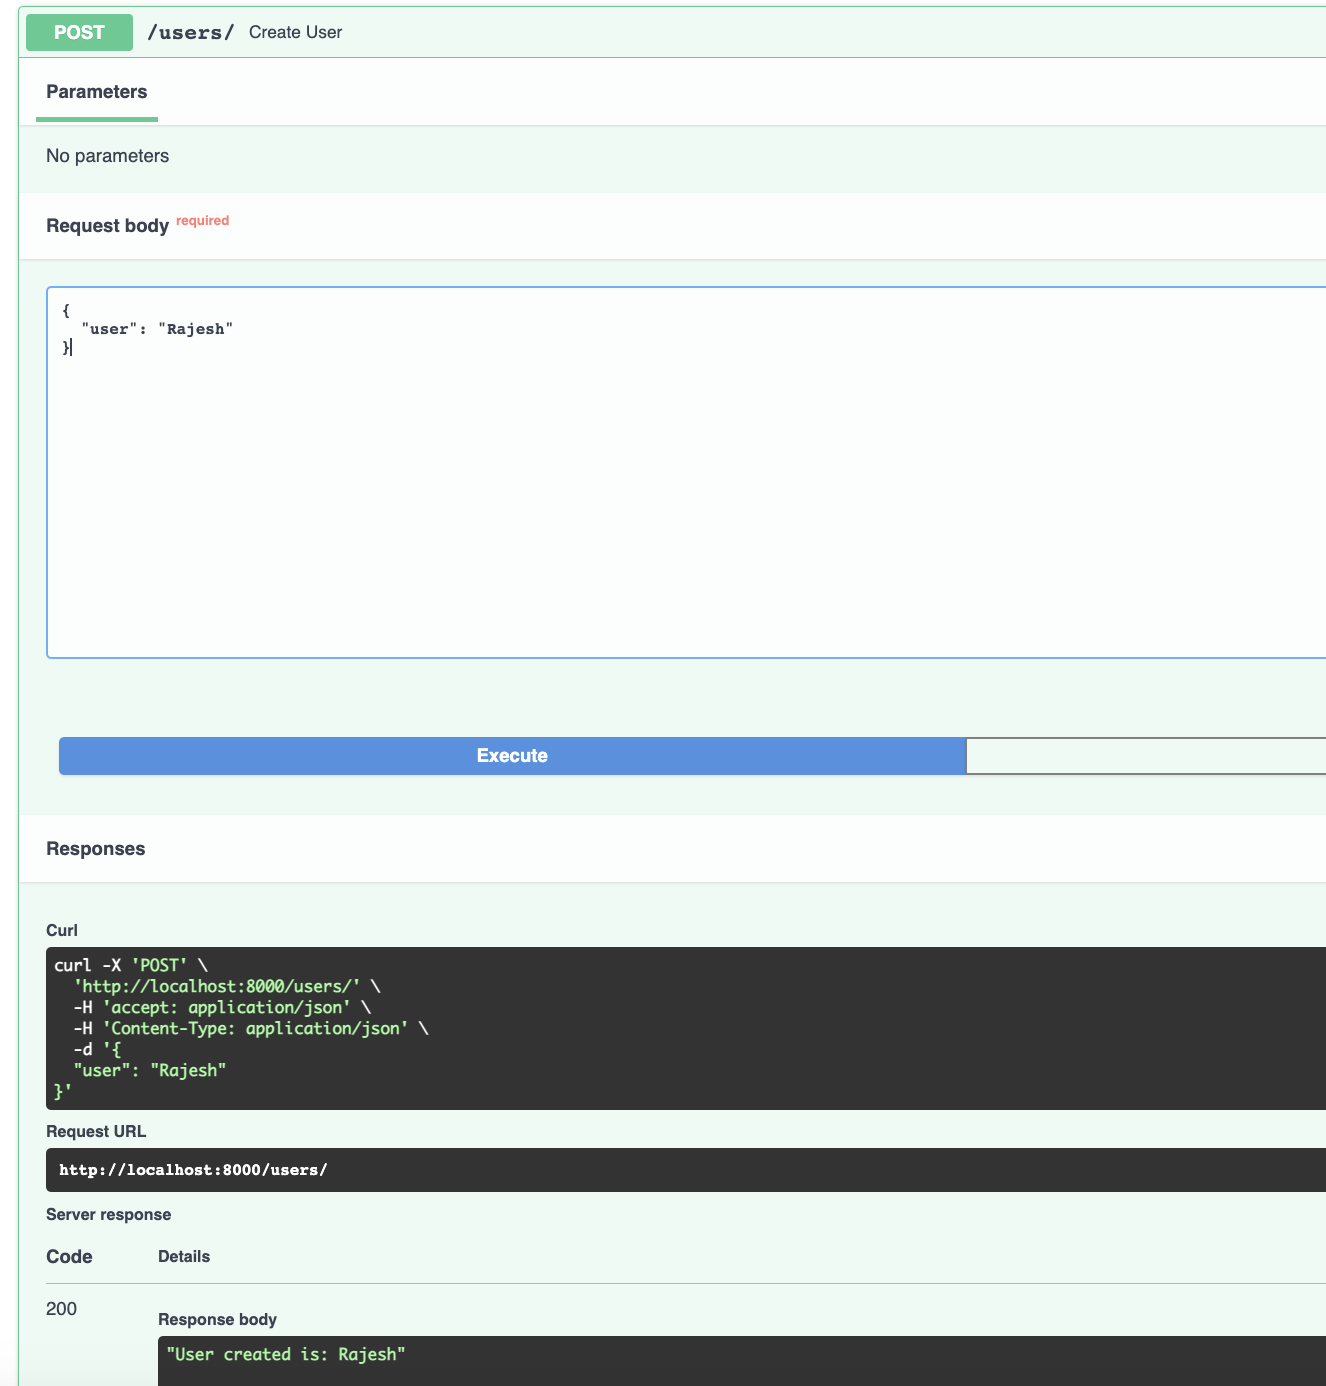 POST /users/ Create User
Parameters
No parameters
Request body required
{
  "user": "Rajesh"
}
Execute
Responses
Curl
curl -X 'POST' \
  'http://localhost:8000/users/' \
  -H 'accept: application/json' \
  -H 'Content-Type: application/json' \
  -d '{
  "user": "Rajesh"
}'
Request URL
http://localhost:8000/users/
Server response
Code Details
200
Response body
"User created is: Rajesh"